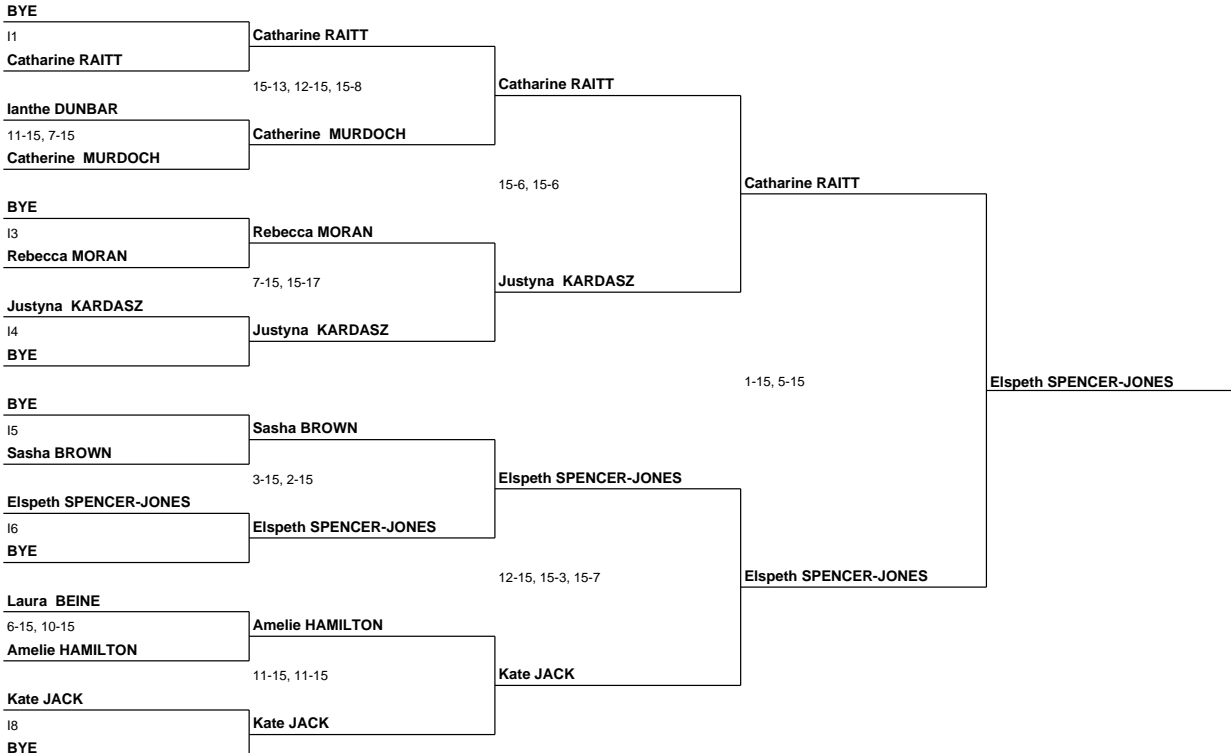 BYE
I1
Catharine RAITT
Catharine RAITT
15-13, 12-15, 15-8
Catharine RAITT
Ianthe DUNBAR
11-15, 7-15
Catherine MURDOCH
Catherine MURDOCH
15-6, 15-6
Catharine RAITT
BYE
I3
Rebecca MORAN
Rebecca MORAN
7-15, 15-17
Justyna KARDASZ
Justyna KARDASZ
I4
Justyna KARDASZ
BYE
1-15, 5-15
Elspeth SPENCER-JONES
BYE
I5
Sasha BROWN
Sasha BROWN
3-15, 2-15
Elspeth SPENCER-JONES
Elspeth SPENCER-JONES
I6
Elspeth SPENCER-JONES
BYE
12-15, 15-3, 15-7
Elspeth SPENCER-JONES
Laura BEINE
6-15, 10-15
Amelie HAMILTON
Amelie HAMILTON
11-15, 11-15
Kate JACK
Kate JACK
I8
Kate JACK
BYE